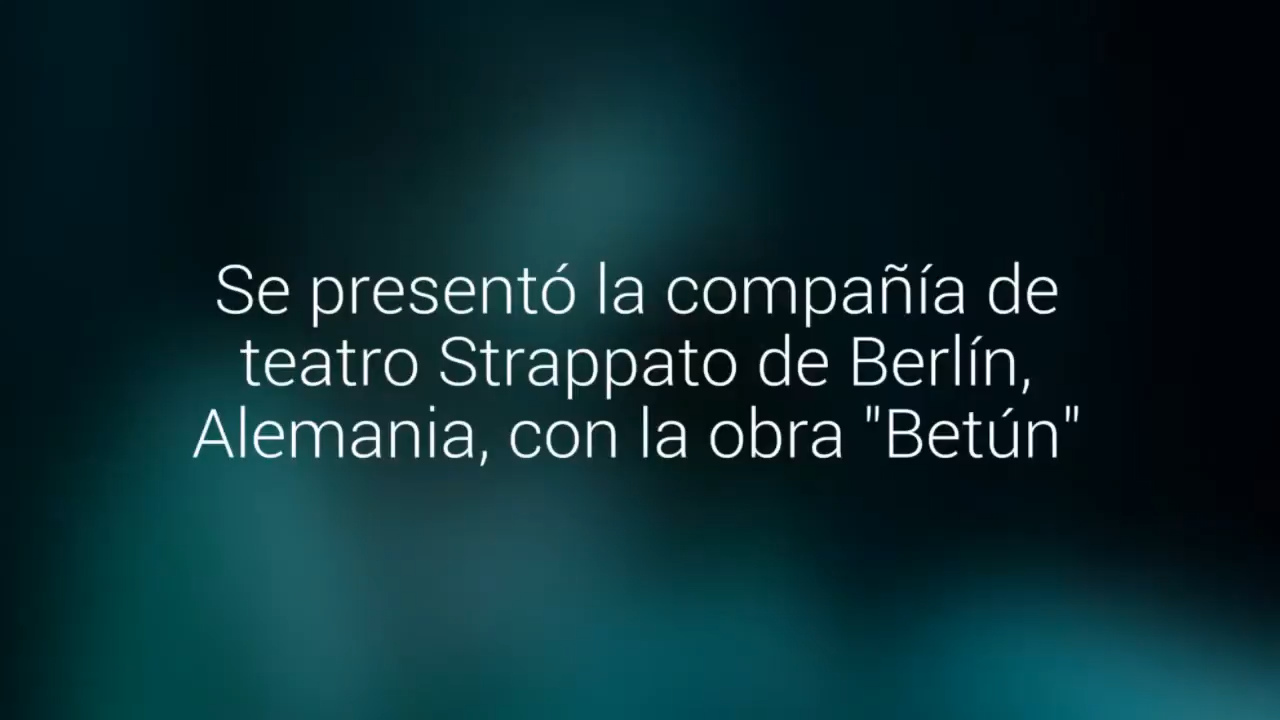 Se presentó la compañía de
teatro Strappato de Berlín,
Alemania, con la obra "Betún"